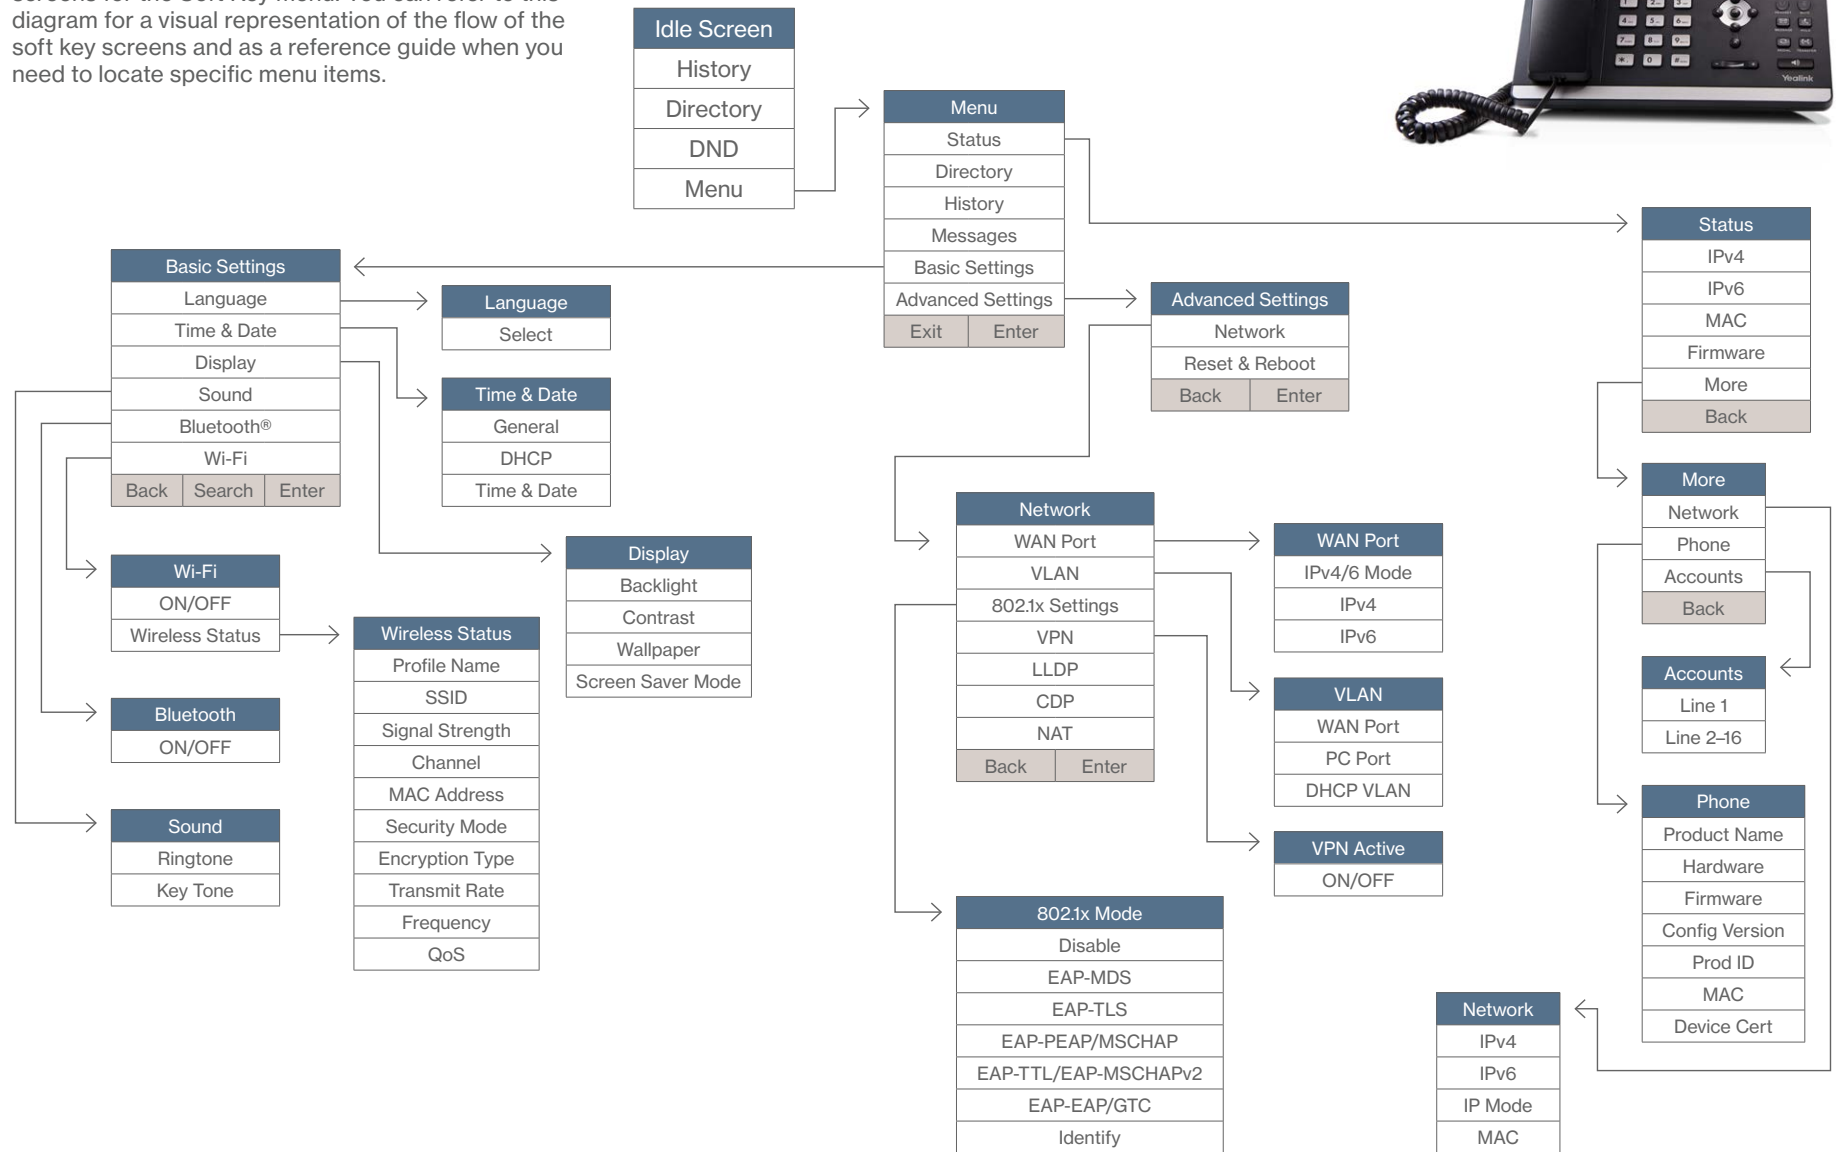 diagram for a visual representation of the flow of the
soft key screens and as a reference guide when you
need to locate specific menu items.
Idle Screen
History
Directory
DND
Menu
Yealink
Menu
Status
Directory
History
Messages
Basic Settings
Advanced Settings
Exit Enter
Status
IPv4
IPv6
MAC
Firmware
More
Back
Basic Settings
Language
Time & Date
Display
Sound
Bluetooth®
Wi-Fi
Back Search Enter
Language
Select
Time & Date
General
DHCP
Time & Date
Advanced Settings
Network
Reset & Reboot
Back Enter
More
Network
Phone
Accounts
Back
Wi-Fi
ON/OFF
Wireless Status
Wireless Status
Profile Name
SSID
Signal Strength
Channel
MAC Address
Security Mode
Encryption Type
Transmit Rate
Frequency
QoS
Display
Backlight
Contrast
Wallpaper
Screen Saver Mode
Bluetooth
ON/OFF
Sound
Ringtone
Key Tone
Network
WAN Port
VLAN
802.1x Settings
VPN
LLDP
CDP
NAT
Back Enter
WAN Port
IPv4/6 Mode
IPv4
IPv6
VLAN
WAN Port
PC Port
DHCP VLAN
VPN Active
ON/OFF
Accounts
Line 1
Line 2–16
Phone
Product Name
Hardware
Firmware
Config Version
Prod ID
MAC
Device Cert
802.1x Mode
Disable
EAP-MDS
EAP-TLS
EAP-PEAP/MSCHAP
EAP-TTL/EAP-MSCHAPv2
EAP-EAP/GTC
Identify
Network
IPv4
IPv6
IP Mode
MAC